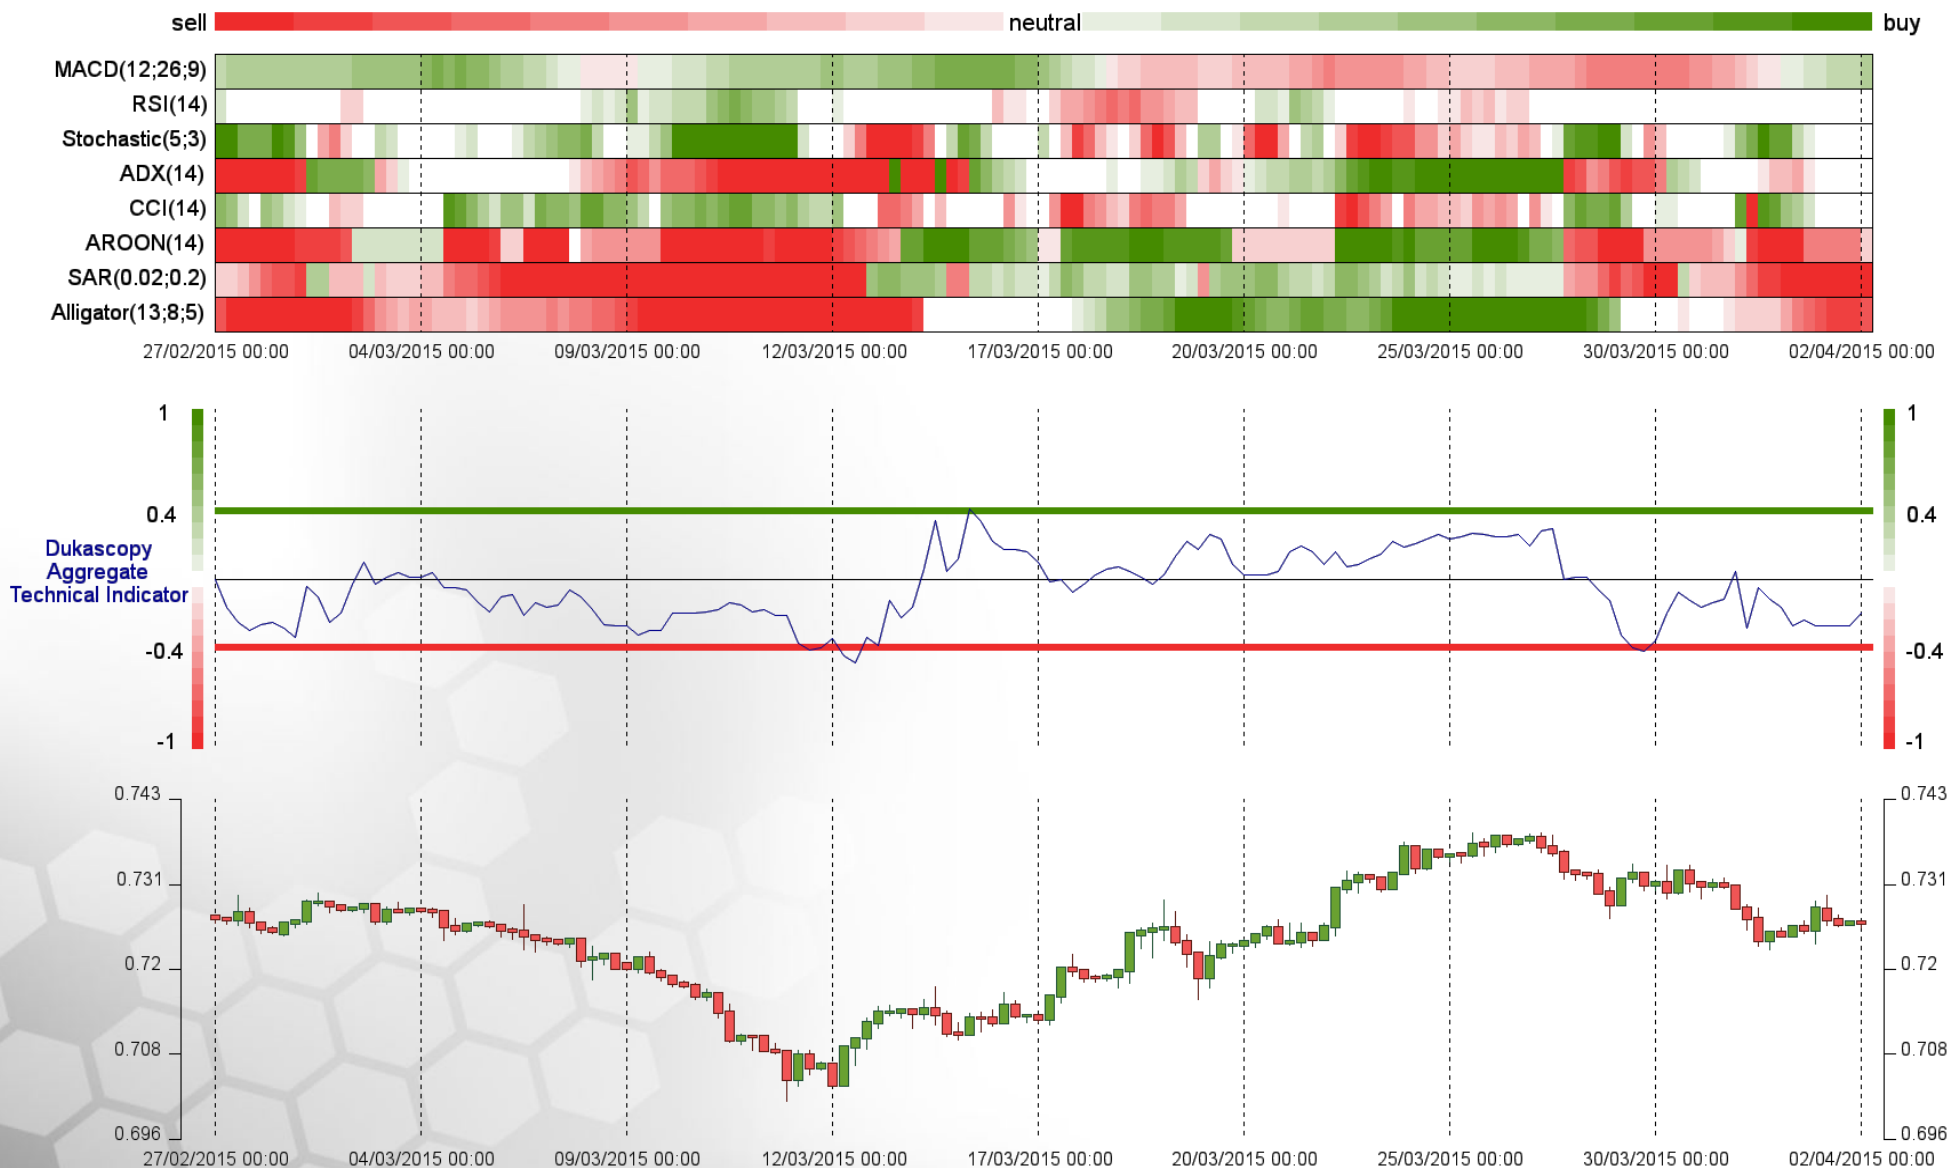 sell neutral buy
MACD(12;26;9)
RSI(14)
Stochastic(5;3)
ADX(14)
CCI(14)
AROON(14)
SAR(0.02;0.2)
Alligator(13;8;5)
27/02/2015 00:00 04/03/2015 00:00 09/03/2015 00:00 12/03/2015 00:00 17/03/2015 00:00 20/03/2015 00:00 25/03/2015 00:00 30/03/2015 00:00 02/04/2015 00:00
1 1
0.4 0.4
Dukascopy
Aggregate
Technical Indicator
-0.4 -0.4
-1 -1
0.743 0.743
0.731 0.731
0.72 0.72
0.708 0.708
0.696 0.696
27/02/2015 00:00 04/03/2015 00:00 09/03/2015 00:00 12/03/2015 00:00 17/03/2015 00:00 20/03/2015 00:00 25/03/2015 00:00 30/03/2015 00:00 02/04/2015 00:00